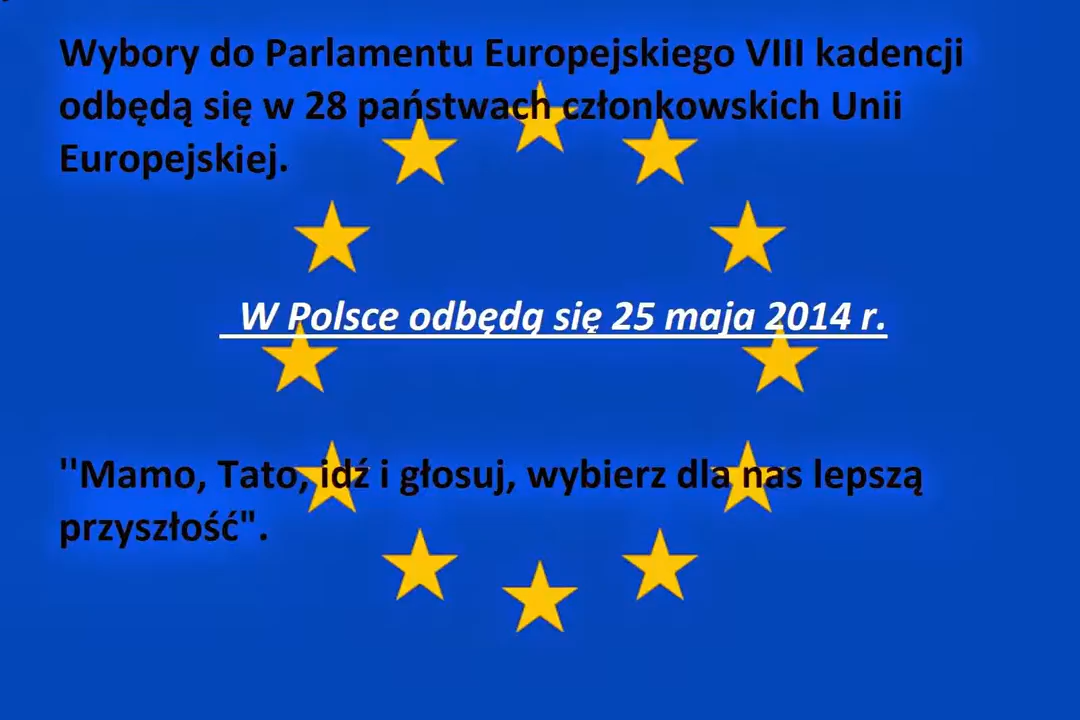 Wybory do Parlamentu Europejskiego VIII kadencji
odbędą się w 28 państwach członkowskich Unii
Europejskiej.
W Polsce odbędą się 25 maja 2014 r.
"Mamo, Tato, idź i głosuj, wybierz dla nas lepszą
przyszłość".